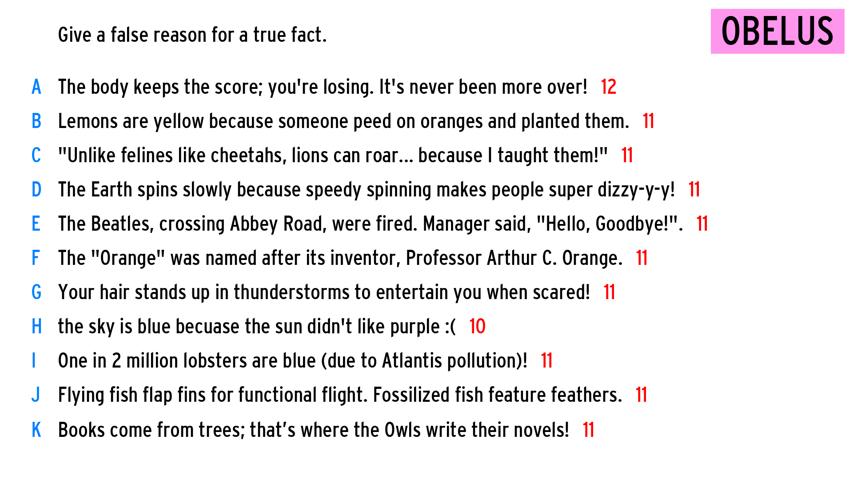 Give a false reason for a true fact.
OBELUS
A The body keeps the score; you're losing. It's never been more over! 12
B Lemons are yellow because someone peed on oranges and planted them. 11
C "Unlike felines like cheetahs, lions can roar... because I taught them!" 11
D The Earth spins slowly because speedy spinning makes people super dizzy-y-y! 11
E The Beatles, crossing Abbey Road, were fired. Manager said, "Hello, Goodbye!". 11
F The "Orange" was named after its inventor, Professor Arthur C. Orange. 11
G Your hair stands up in thunderstorms to entertain you when scared! 11
H the sky is blue becuase the sun didn't like purple :( 10
I One in 2 million lobsters are blue (due to Atlantis pollution)! 11
J Flying fish flap fins for functional flight. Fossilized fish feature feathers. 11
K Books come from trees; that’s where the Owls write their novels! 11